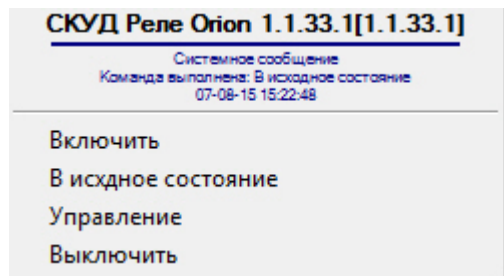 СКУД Реле Orion 1.1.33.1[1.1.33.1]
Системное сообщение
Команда выполнена: В исходное состояние
07-08-15 15:22:48
Включить
В исхдное состояние
Управление
Выключить